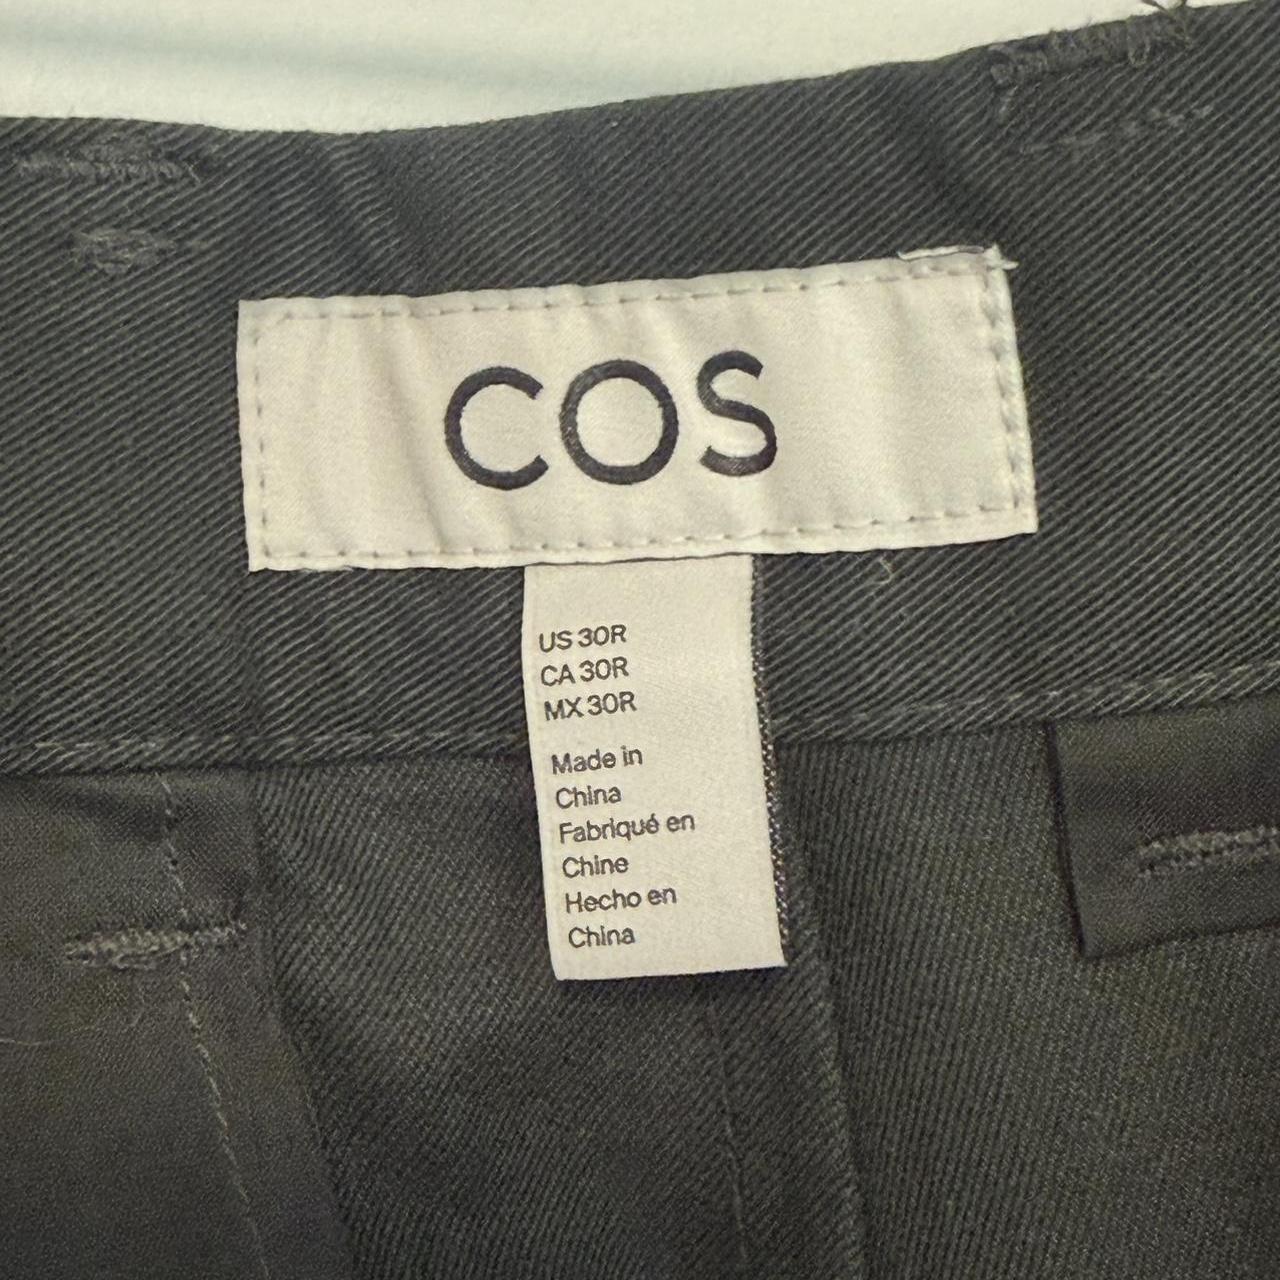 COS
US 30R
CA 30R
MX 30R
Made in
China
Fabriqué en
Chine
Hecho en
China